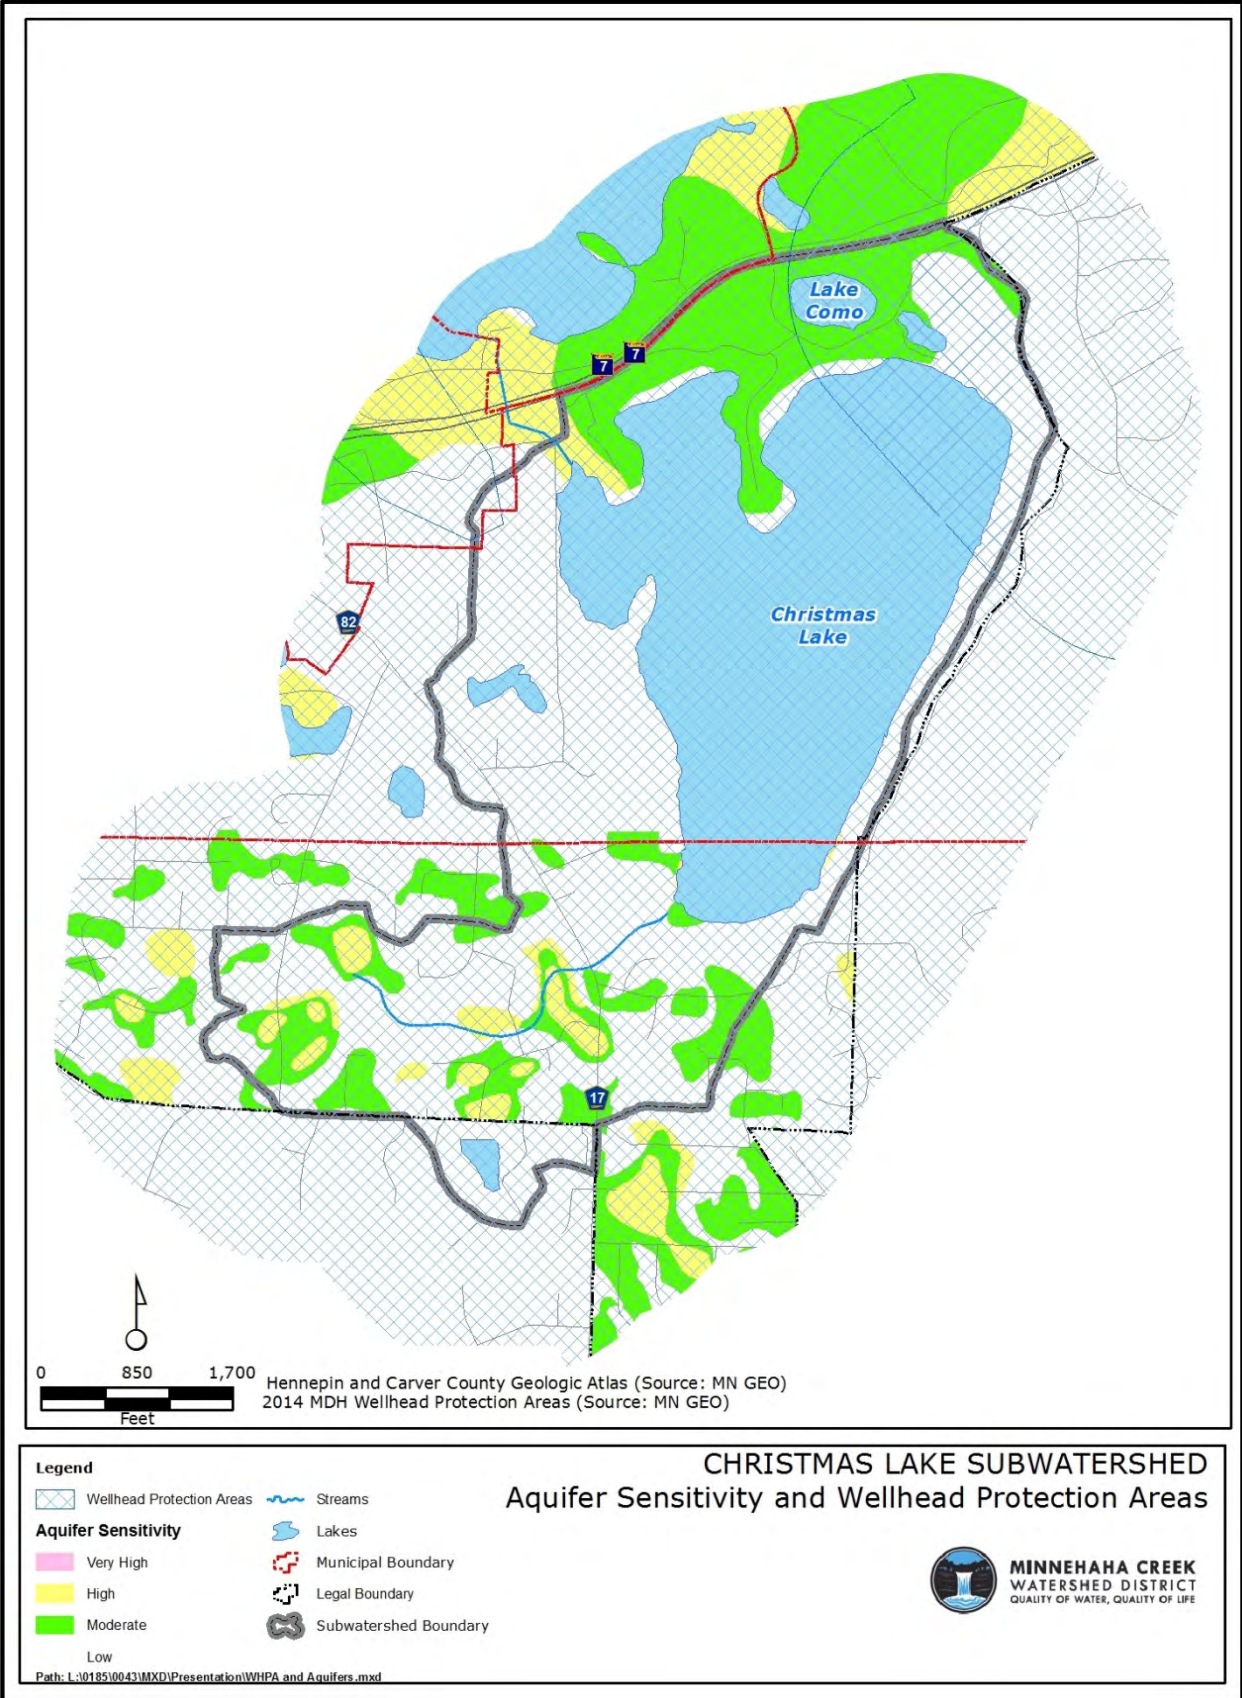 Lake
Como
7
7
Christmas
Lake
82
17
0 850 1,700
Feet
Hennepin and Carver County Geologic Atlas (Source: MN GEO)
2014 MDH Wellhead Protection Areas (Source: MN GEO)
CHRISTMAS LAKE SUBWATERSHED
Aquifer Sensitivity and Wellhead Protection Areas
Legend
Wellhead Protection Areas
Aquifer Sensitivity
Very High
High
Moderate
Low
Streams
Lakes
Municipal Boundary
Legal Boundary
Subwatershed Boundary
MINNEHAHA CREEK
WATERSHED DISTRICT
QUALITY OF WATER, QUALITY OF LIFE
Path: L:\0185\0043\MXD\Presentation\WHPA and Aquifers.mxd